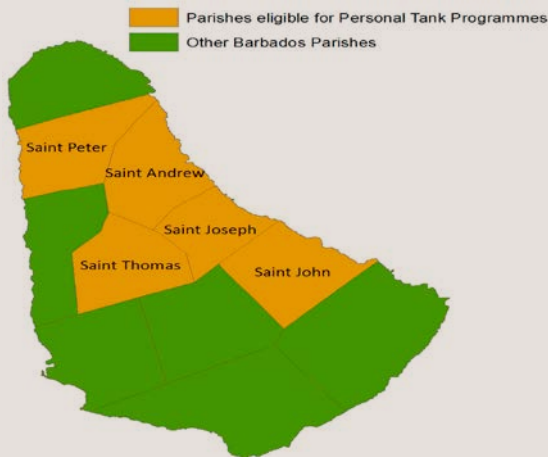 Parishes eligible for Personal Tank Programmes
Other Barbados Parishes
Saint Peter
Saint Andrew
Saint Joseph
Saint Thomas
Saint John